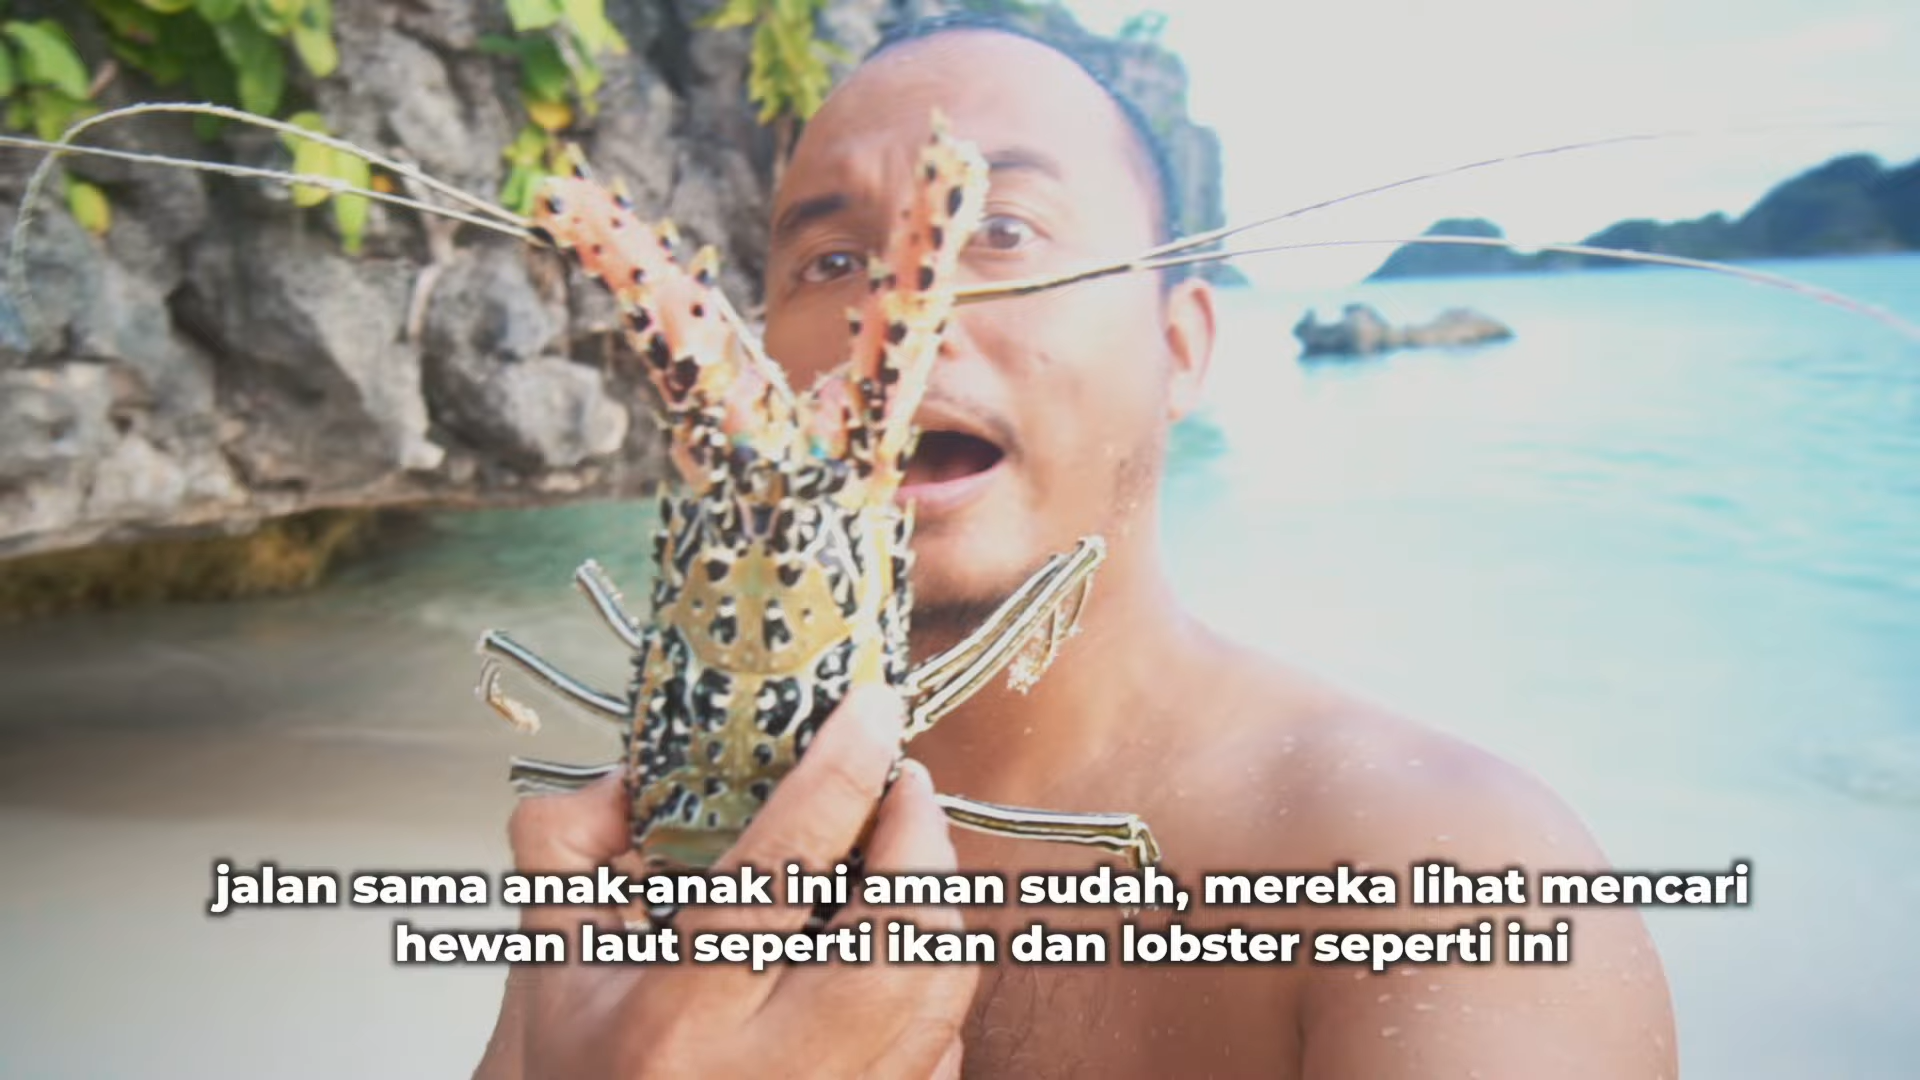 jalan sama anak-anak ini aman sudah, mereka lihat mencari
hewan laut seperti ikan dan lobster seperti ini